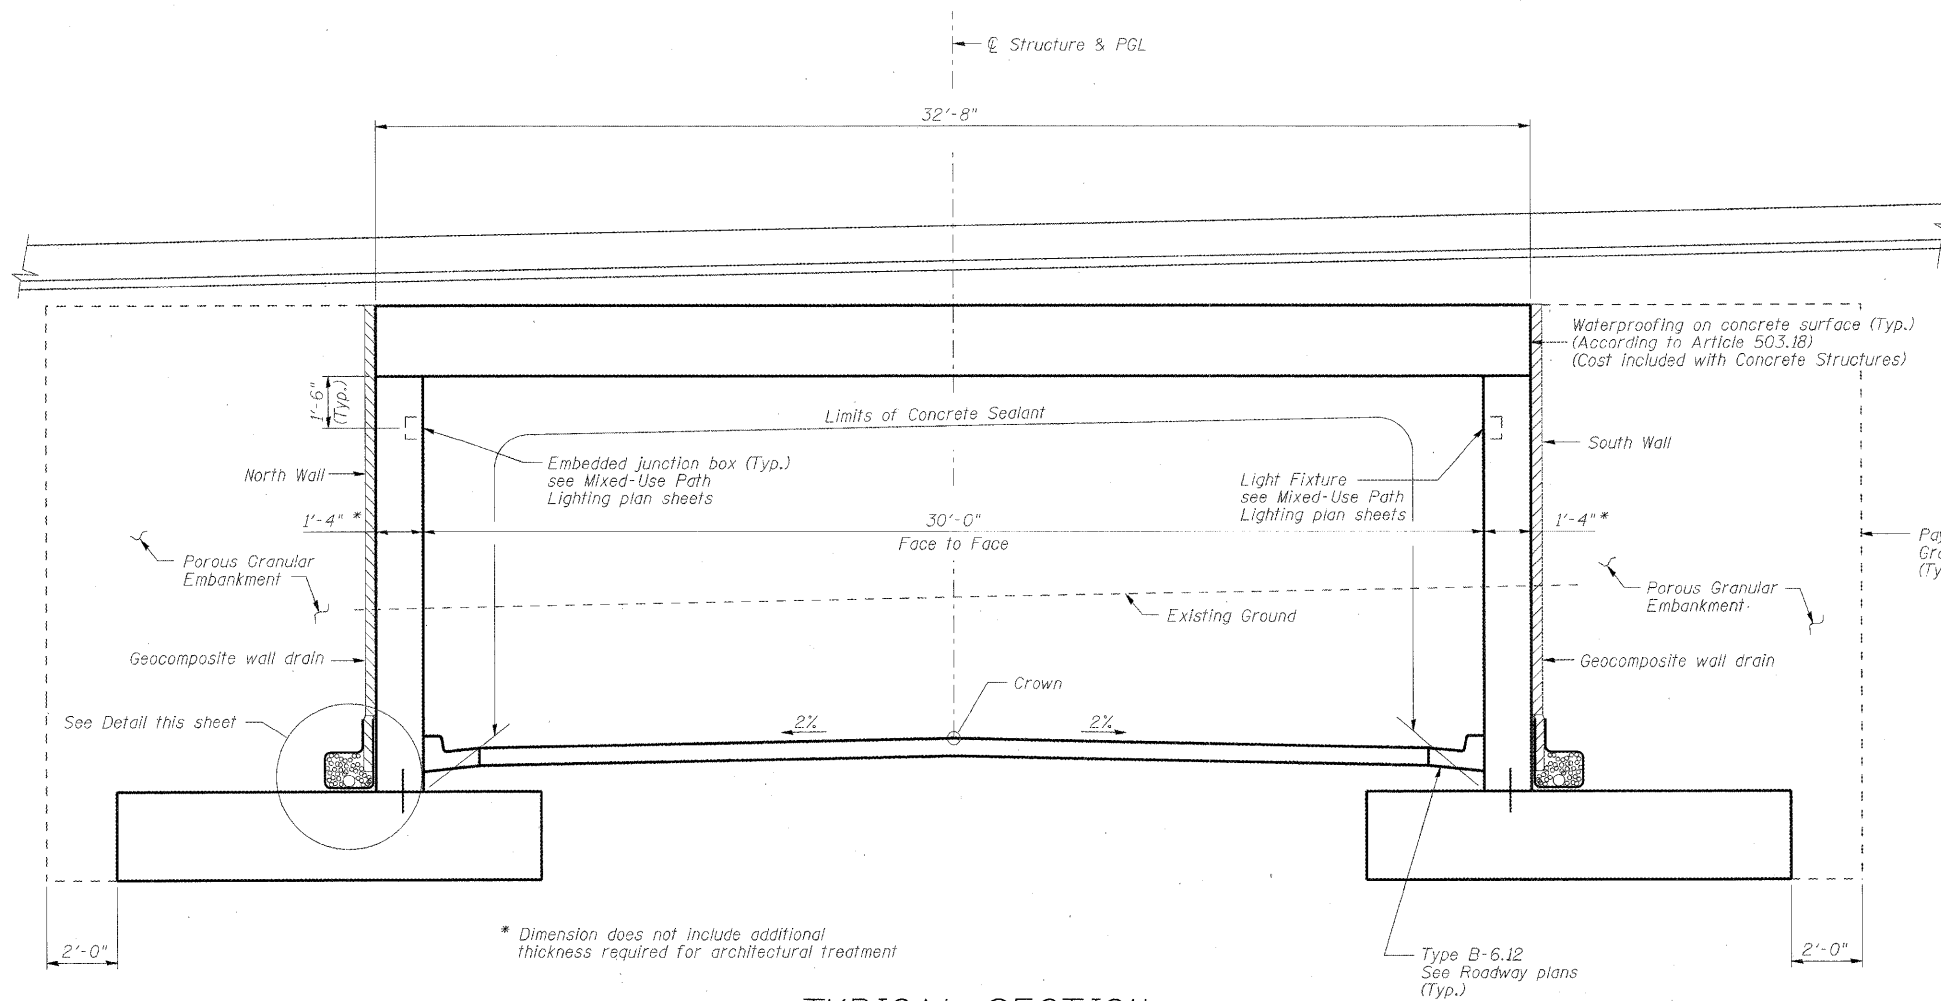 ℄ Structure & PGL
32'-8"
Waterproofing on concrete surface (Typ.)
(According to Article 503.18)
(Cost included with Concrete Structures)
1'-6"
(Typ.)
Limits of Concrete Sealant
North Wall
Embedded junction box (Typ.)
see Mixed-Use Path
Lighting plan sheets
Light Fixture
see Mixed-Use Path
Lighting plan sheets
South Wall
1'-4" *
30'-0"
Face to Face
1'-4" *
Porous Granular
Embankment
Existing Ground
Porous Granular
Embankment
Geocomposite wall drain
Geocomposite wall drain
Crown
See Detail this sheet
2%
2%
* Dimension does not include additional
thickness required for architectural treatment
2'-0"
Type B-6.12
See Roadway plans
(Typ.)
2'-0"
TYPICAL SECTION